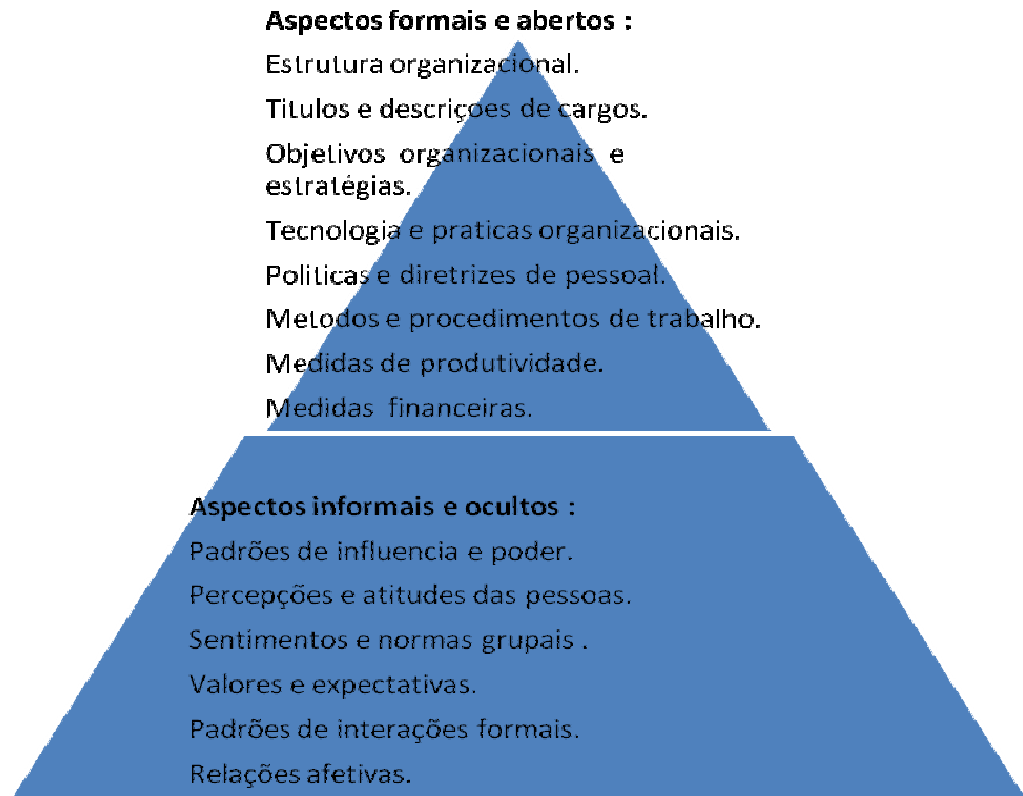 Aspectos formais e abertos :
Estrutura organizacional.
Titulos e descriçoes de cargos.
Objetivos organizacionais e
estratégias.
Tecnologia e praticas organizacionais.
Politicas e diretrizes de pessoal.
Metodos e procedimentos de trabalho.
Medidas de produtividade.
Medidas financeiras.
Aspectos informais e ocultos :
Padrões de influencia e poder.
Percepções e atitudes das pessoas.
Sentimentos e normas grupais .
Valores e expectativas.
Padrões de interações formais.
Relações afetivas.